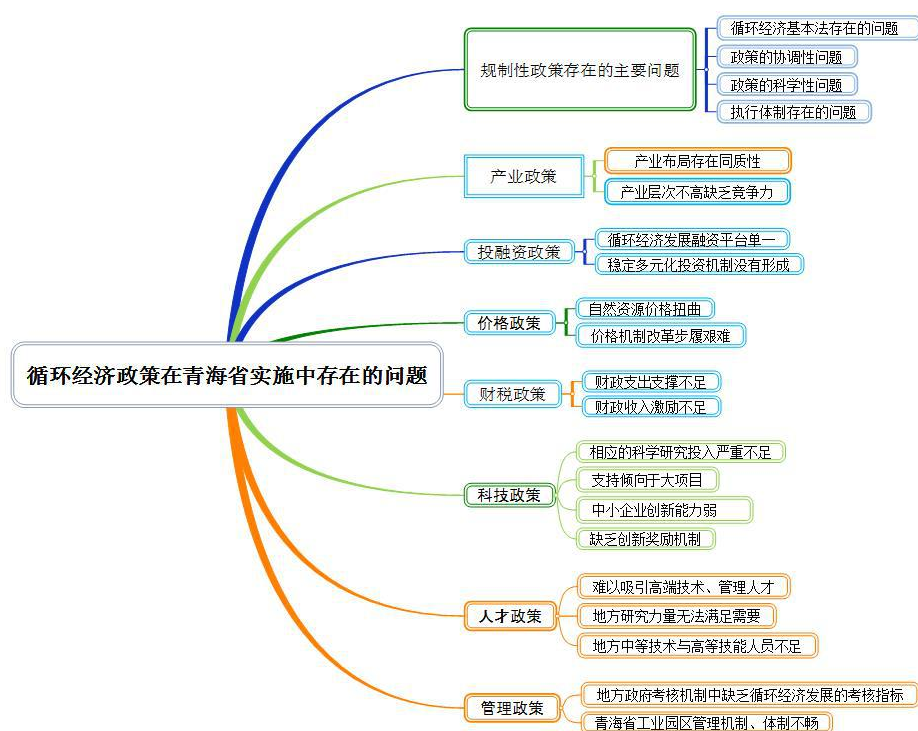 循环经济政策在青海省实施中存在的问题
规制性政策存在的主要问题
循环经济基本法存在的问题
政策的协调性问题
政策的科学性问题
执行体制存在的问题
产业政策
产业布局存在同质性
产业层次不高缺乏竞争力
投融资政策
循环经济发展融资平台单一
稳定多元化投资机制没有形成
价格政策
自然资源价格扭曲
价格机制改革步履艰难
财税政策
财政支出支撑不足
财政收入激励不足
科技政策
相应的科学研究投入严重不足
支持倾向于大项目
中小企业创新能力弱
缺乏创新奖励机制
人才政策
难以吸引高端技术、管理人才
地方研究力量无法满足需要
地方中等技术与高等技能人员不足
管理政策
地方政府考核机制中缺乏循环经济发展的考核指标
青海省工业园区管理机制、体制不畅